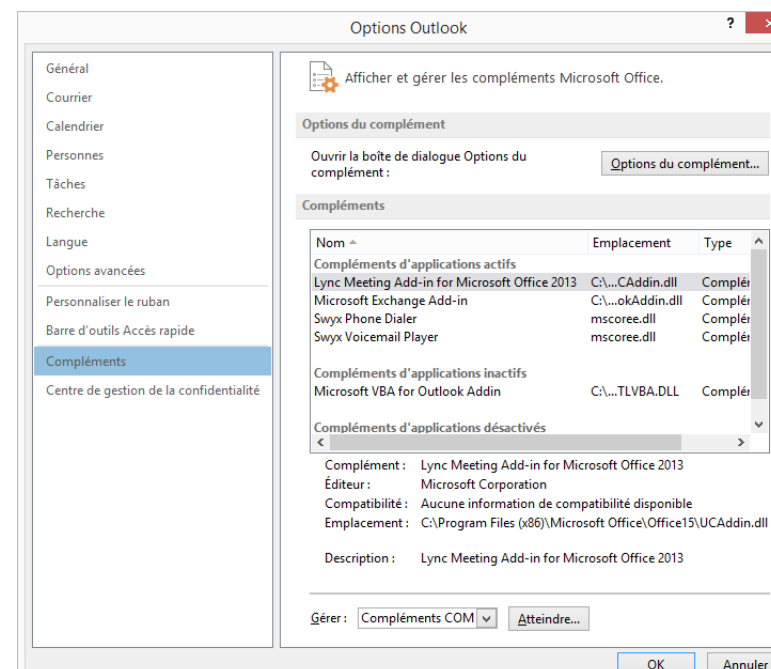 Options Outlook
?
Général
Courrier
Calendrier
Personnes
Tâches
Recherche
Langue
Options avancées
Personnaliser le ruban
Barre d'outils Accès rapide
Compléments
Centre de gestion de la confidentialité
Afficher et gérer les compléments Microsoft Office.
Options du complément
Ouvrir la boîte de dialogue Options du
complément :
Options du complément...
Compléments
Nom Emplacement Type
Compléments d'applications actifs
Lync Meeting Add-in for Microsoft Office 2013 C:\...CAddin.dll Complér
Microsoft Exchange Add-in C:\...okAddin.dll Complér
Swyx Phone Dialer mscoree.dll Complér
Swyx Voicemail Player mscoree.dll Complér
Compléments d'applications inactifs
Microsoft VBA for Outlook Addin C:\...TLVBA.DLL Complér
Compléments d'applications désactivés
Complément : Lync Meeting Add-in for Microsoft Office 2013
Éditeur : Microsoft Corporation
Compatibilité : Aucune information de compatibilité disponible
Emplacement : C:\Program Files (x86)\Microsoft Office\Office15\UCAddin.dll
Description : Lync Meeting Add-in for Microsoft Office 2013
Gérer : Compléments COM Atteindre...
OK Annuler